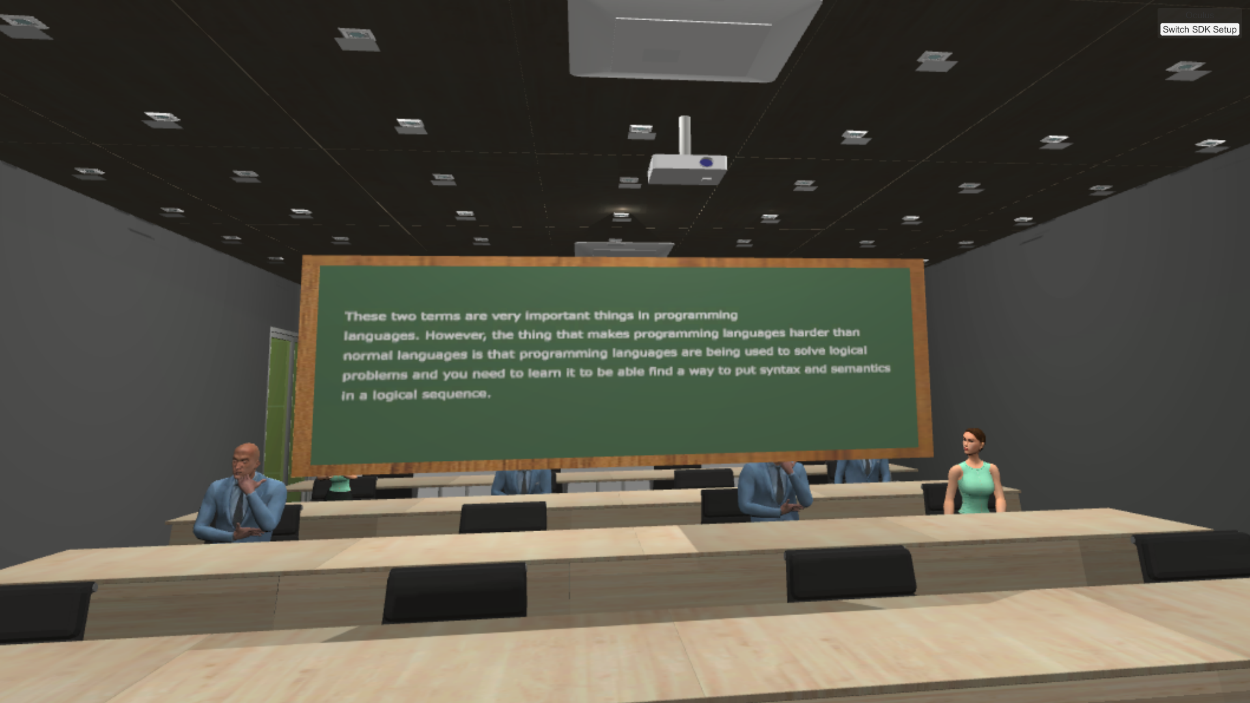 Switch SDK Setup
These two terms are very important things in programming
languages. However, the thing that makes programming languages harder than
normal languages is that programming languages are being used to solve logical
problems and you need to learn it to be able find a way to put syntax and semantics
in a logical sequence.